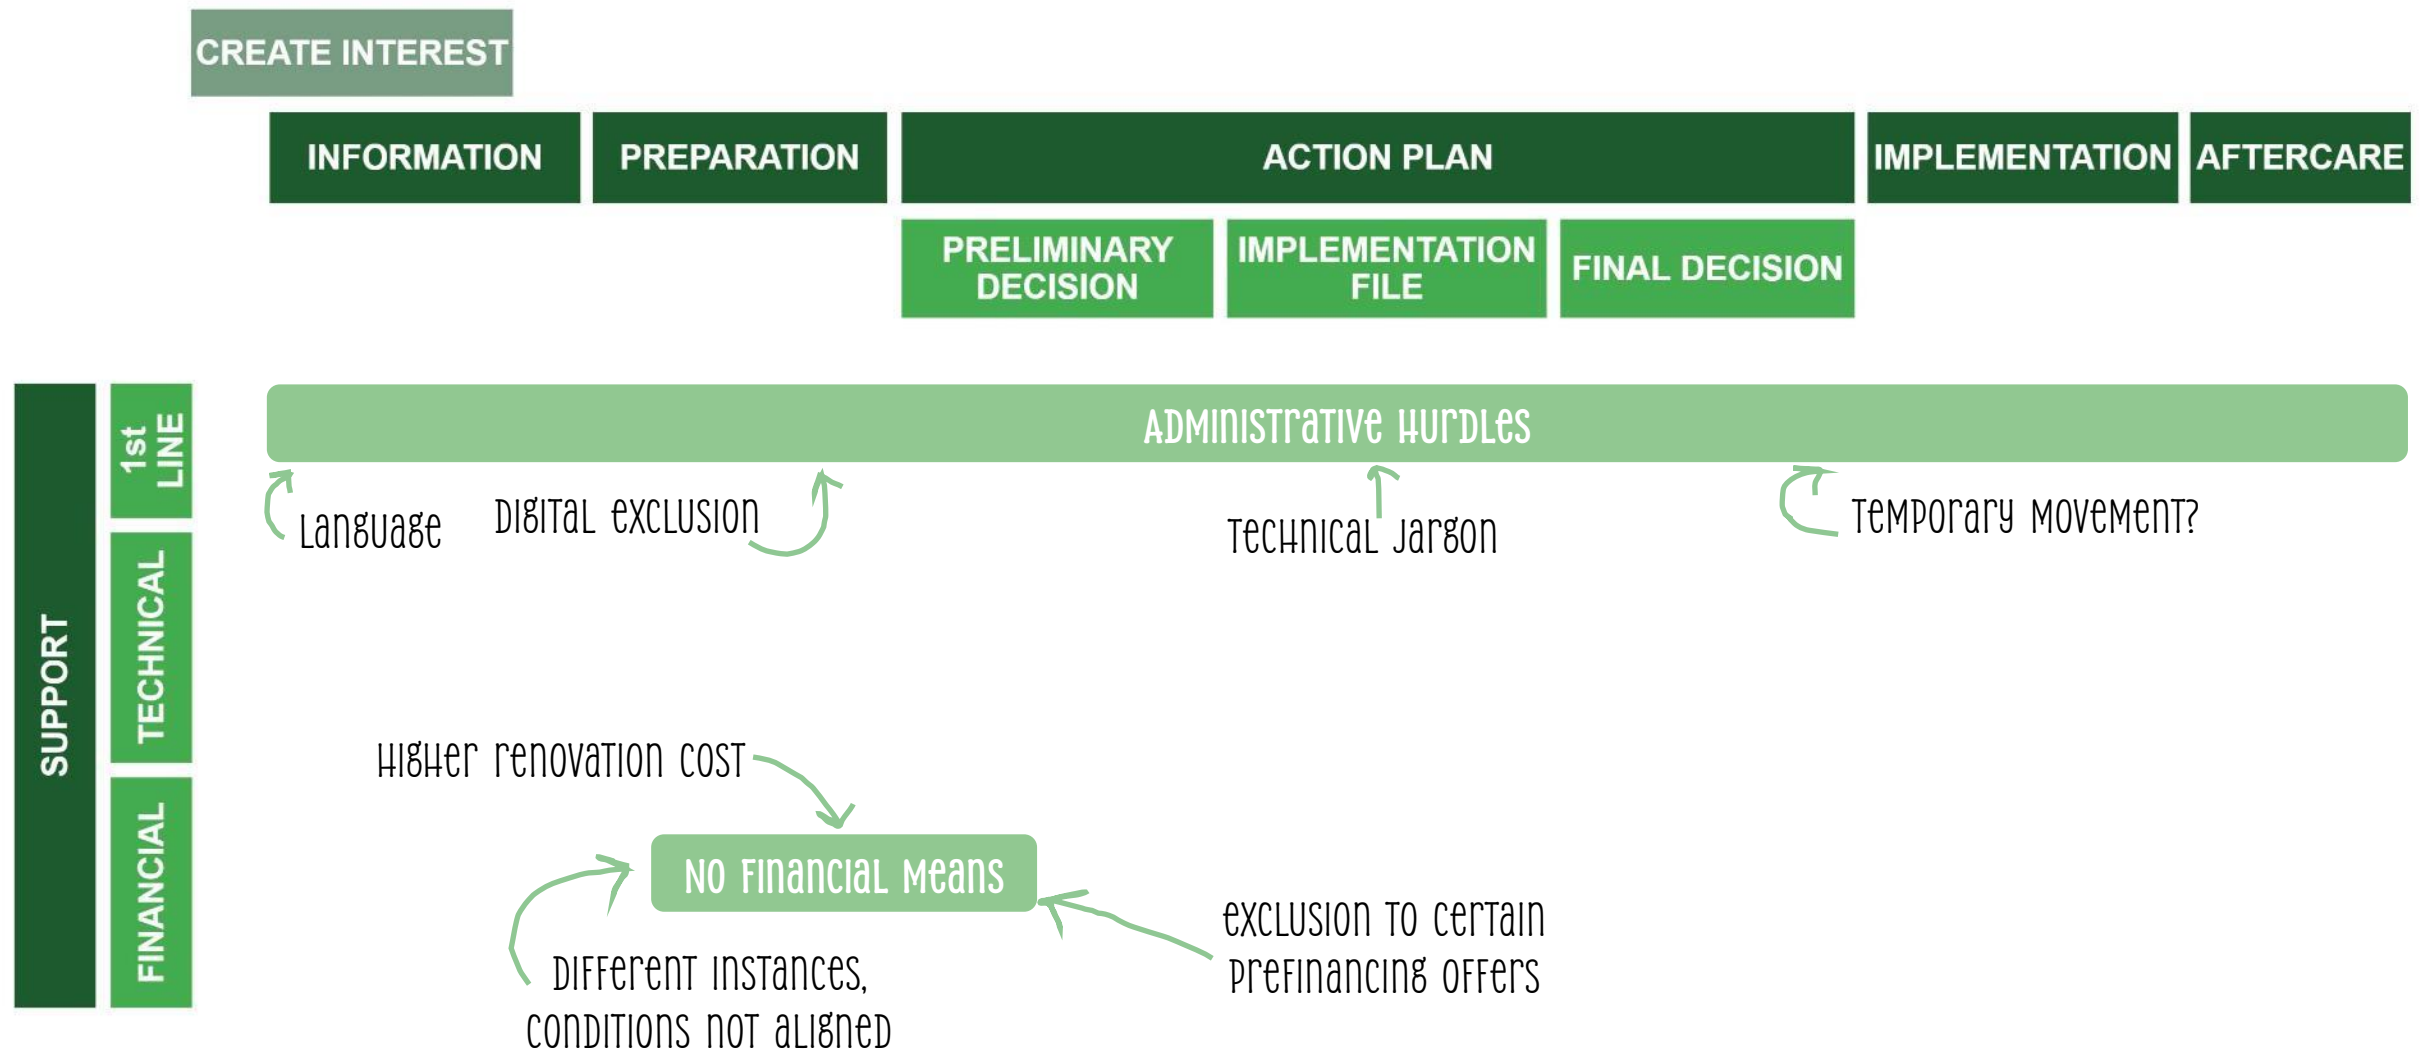 CREATE INTEREST
INFORMATION
PREPARATION
ACTION PLAN
IMPLEMENTATION
AFTERCARE
PRELIMINARY
DECISION
IMPLEMENTATION
FILE
FINAL DECISION
SUPPORT
1st
LINE
TECHNICAL
FINANCIAL
ADMINISTRATIVE HURDLES
LANGUAGE
DIGITAL EXCLUSION
TECHNICAL JARGON
TEMPORARY MOVEMENT?
HIGHER RENOVATION COST
NO FINANCIAL MEANS
DIFFERENT INSTANCES,
CONDITIONS NOT ALIGNED
EXCLUSION TO CERTAIN
PREFINANCING OFFERS